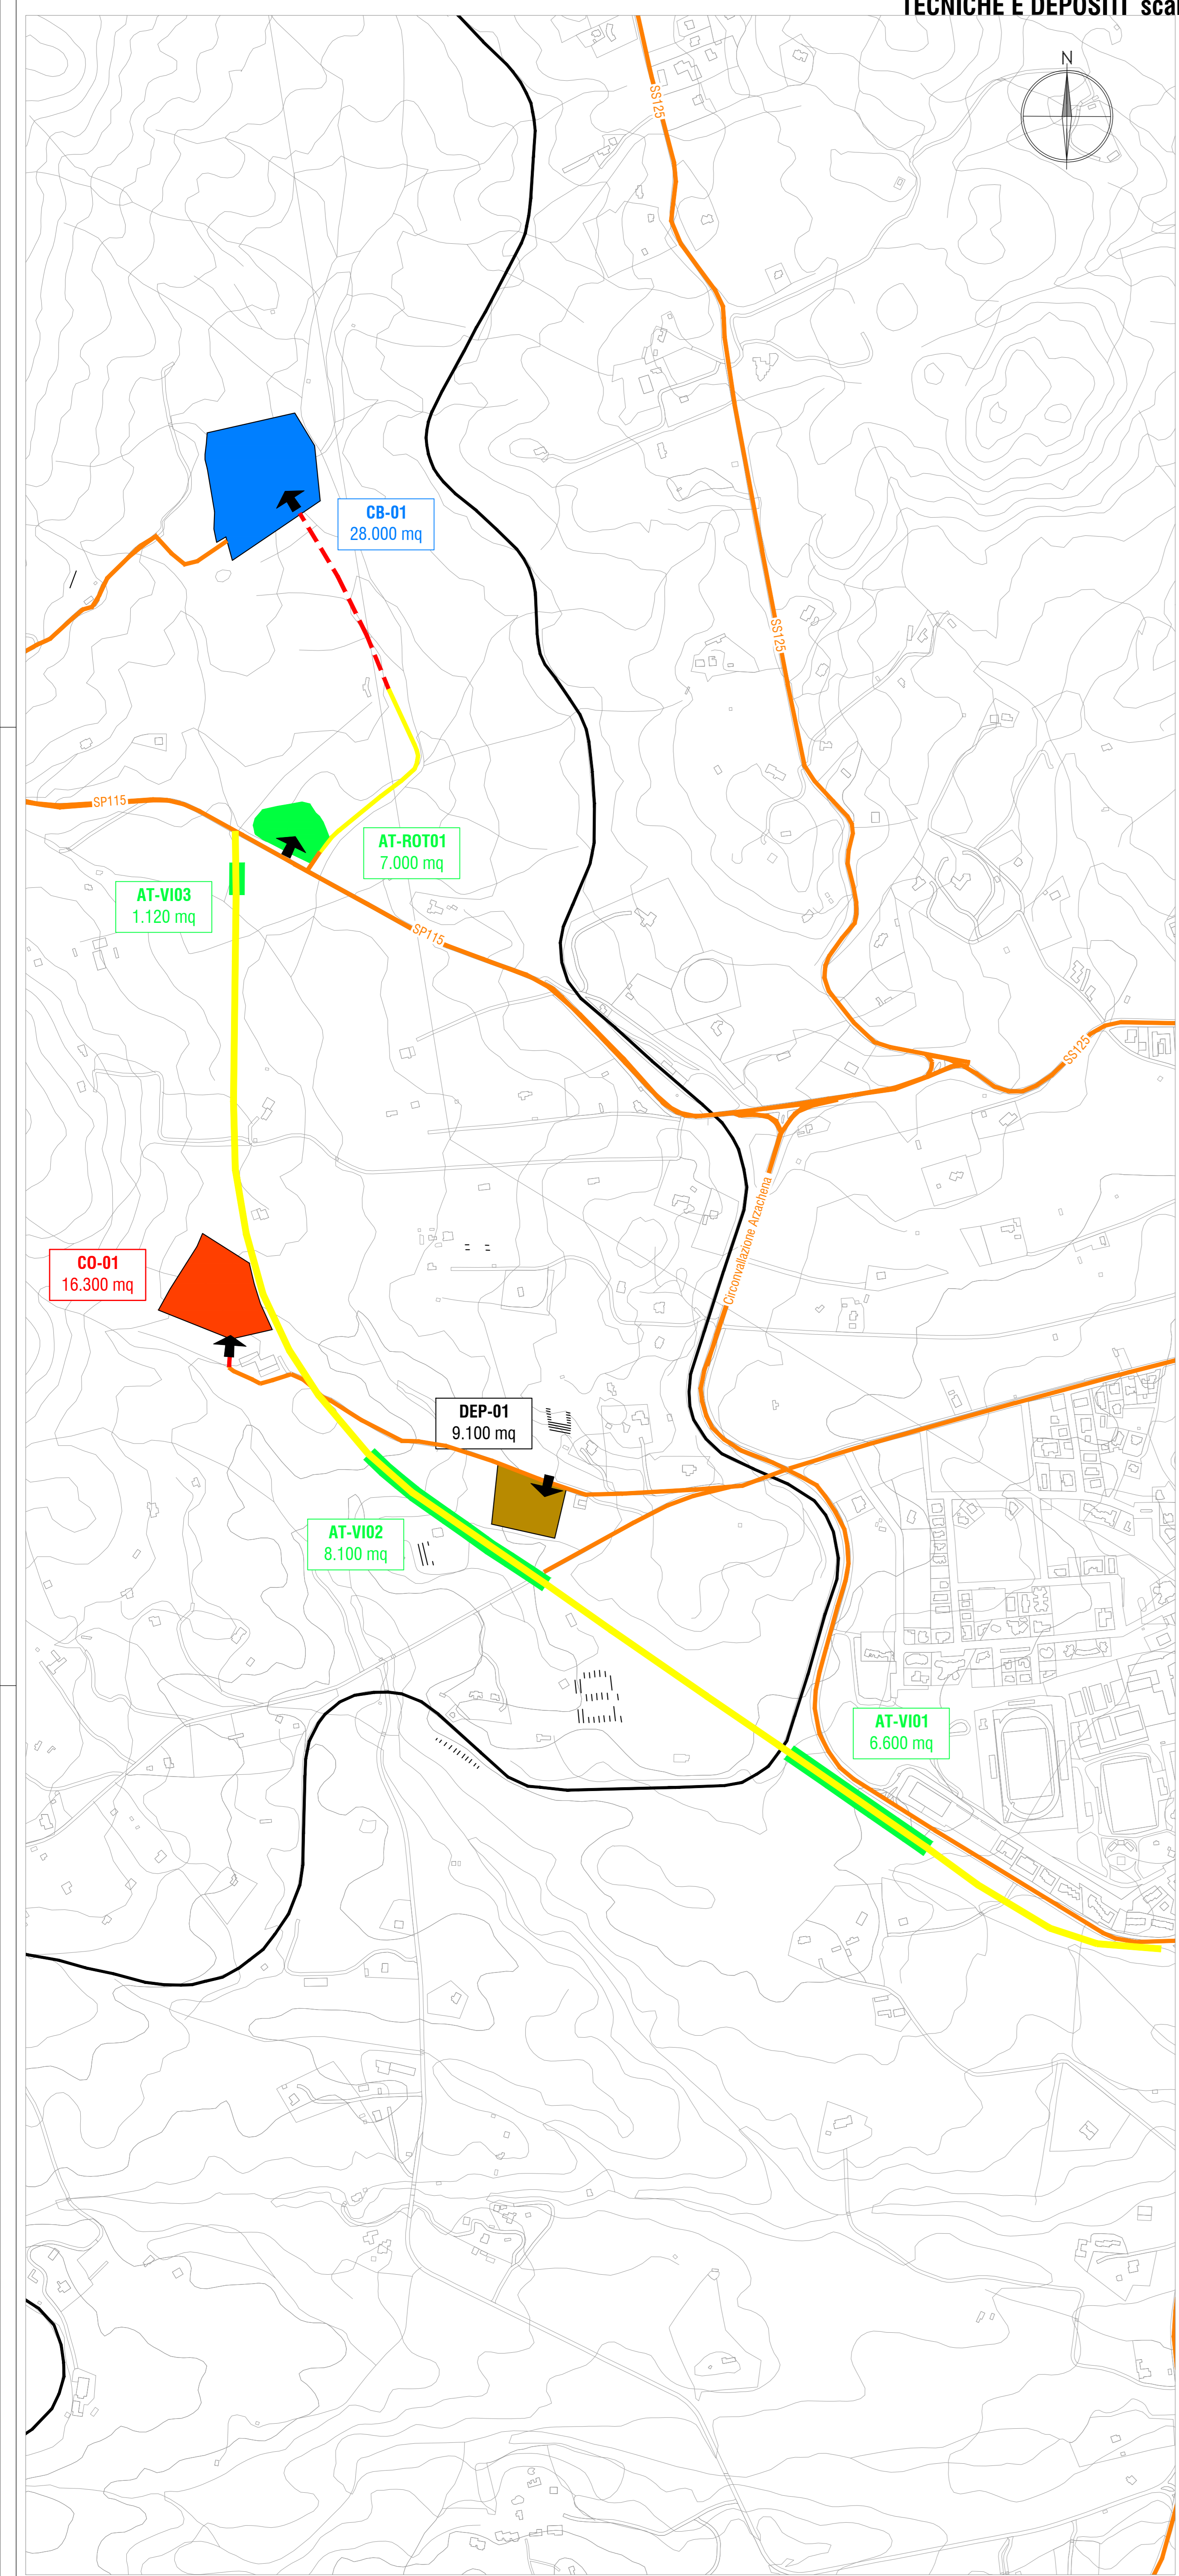 TECNICHE E DEPOSITI scal
N
SS125
CB-01
28.000 mq
SS125
SP115
AT-ROT01
7.000 mq
AT-VI03
1.120 mq
SP115
SS125
Circonvallazione Arzachena
CO-01
16.300 mq
DEP-01
9.100 mq
AT-VI02
8.100 mq
AT-VI01
6.600 mq